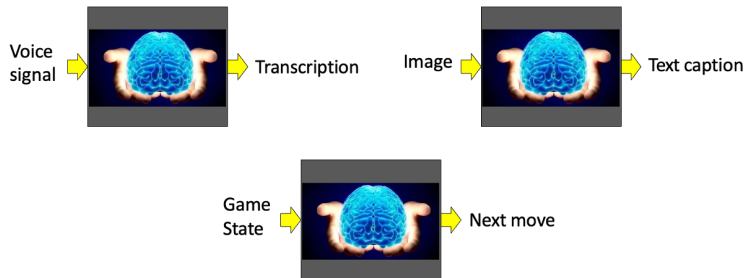 Voice
signal
Transcription
Image
Text caption
Game
State
Next move